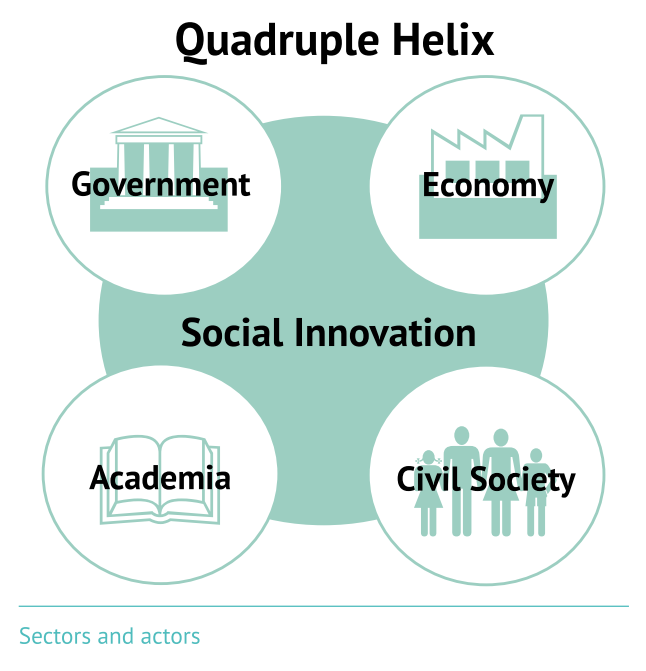 Quadruple Helix
Government
Economy
Social Innovation
Academia
Civil Society
Sectors and actors